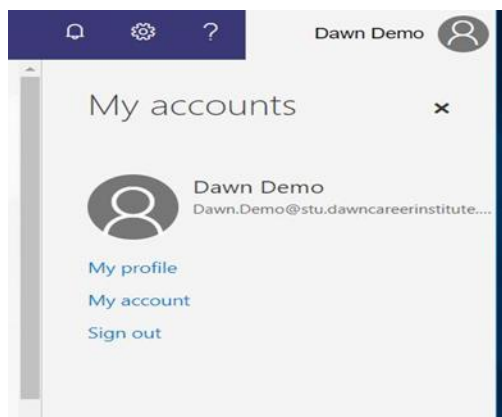 ? Dawn Demo
My accounts ×
Dawn Demo
Dawn.Demo@stu.dawncareerinstitute....
My profile
My account
Sign out